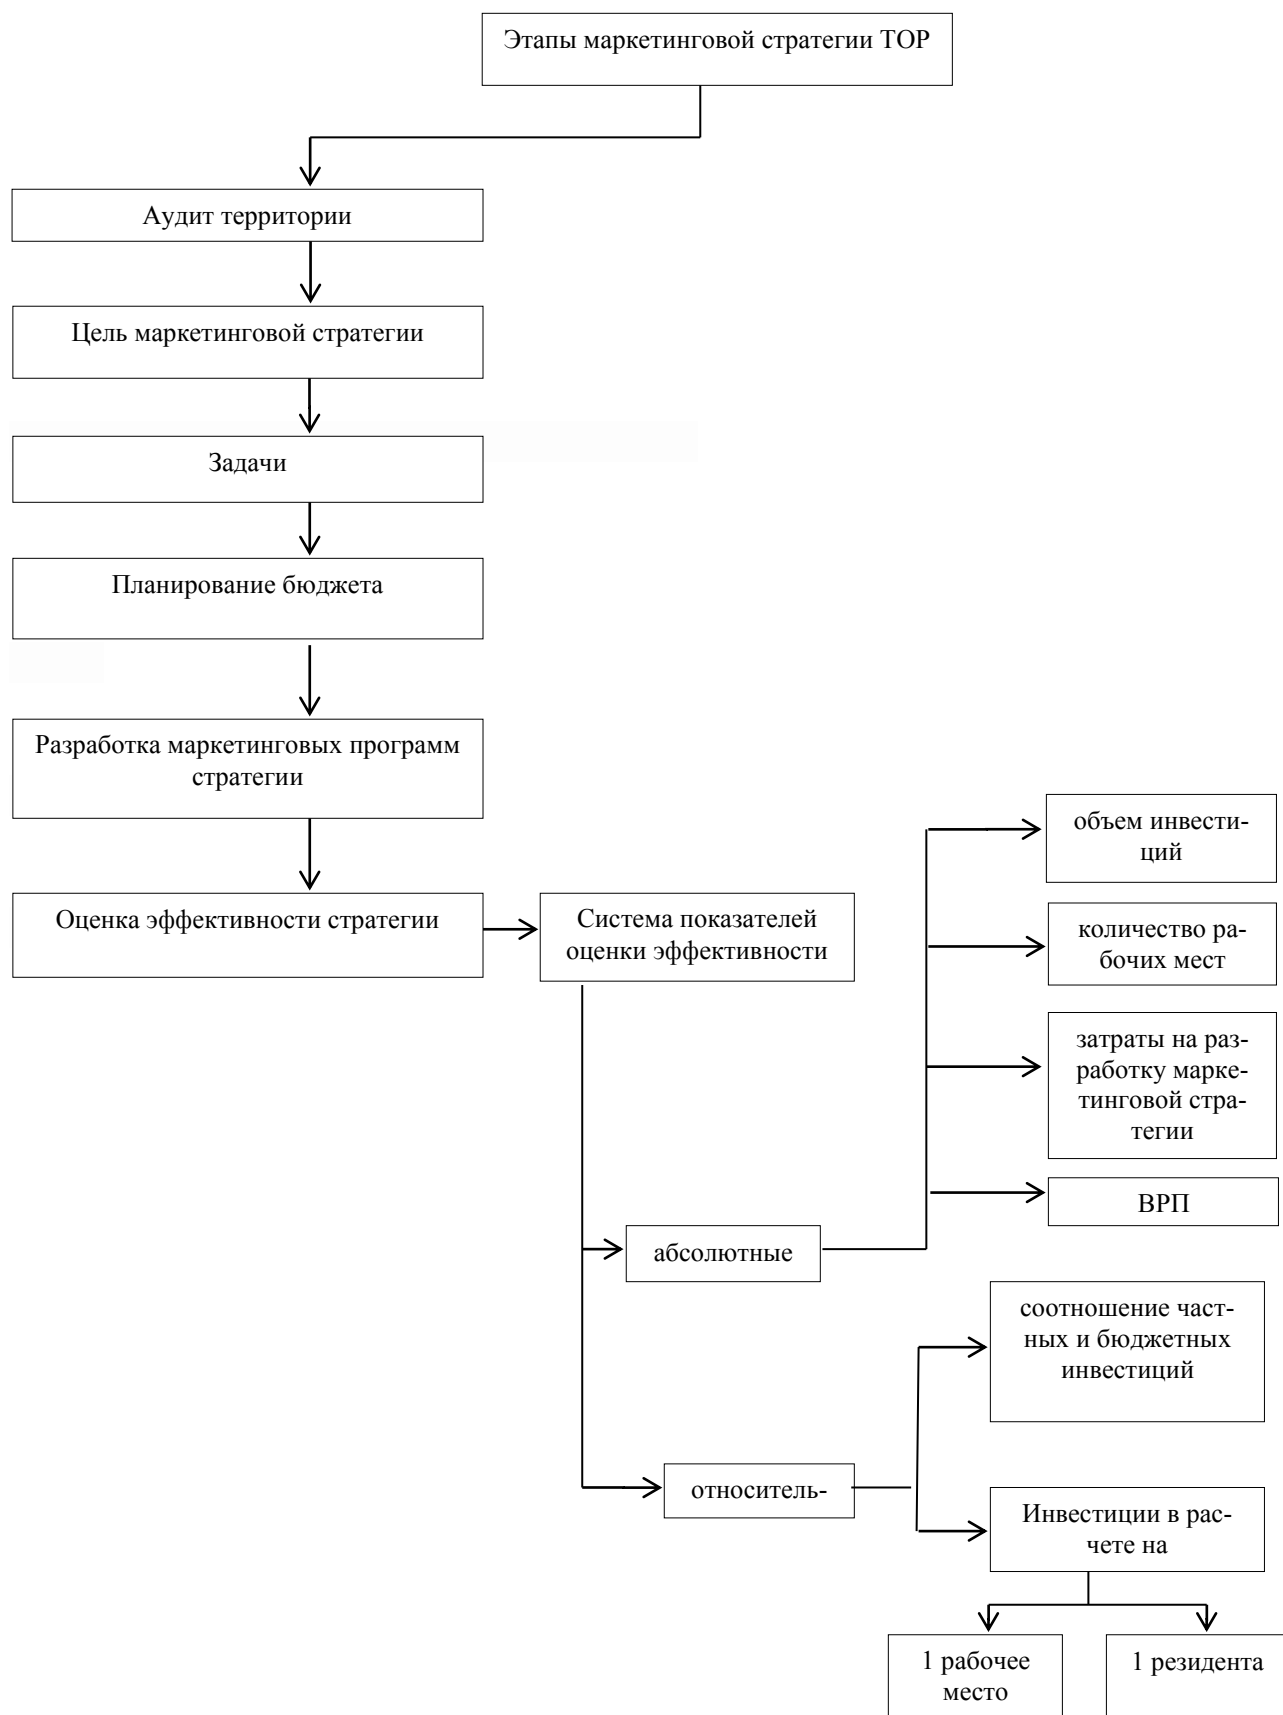 Этапы маркетинговой стратегии ТОР
Аудит территории
Цель маркетинговой стратегии
Задачи
Планирование бюджета
Разработка маркетинговых программ
стратегии
Оценка эффективности стратегии
Система показателей
оценки эффективности
объем инвести-
ций
количество ра-
бочих мест
затраты на раз-
работку марке-
тинговой стра-
тегии
ВРП
абсолютные
соотношение част-
ных и бюджетных
инвестиций
относитель-
Инвестиции в рас-
чете на
1 рабочее
место
1 резидента